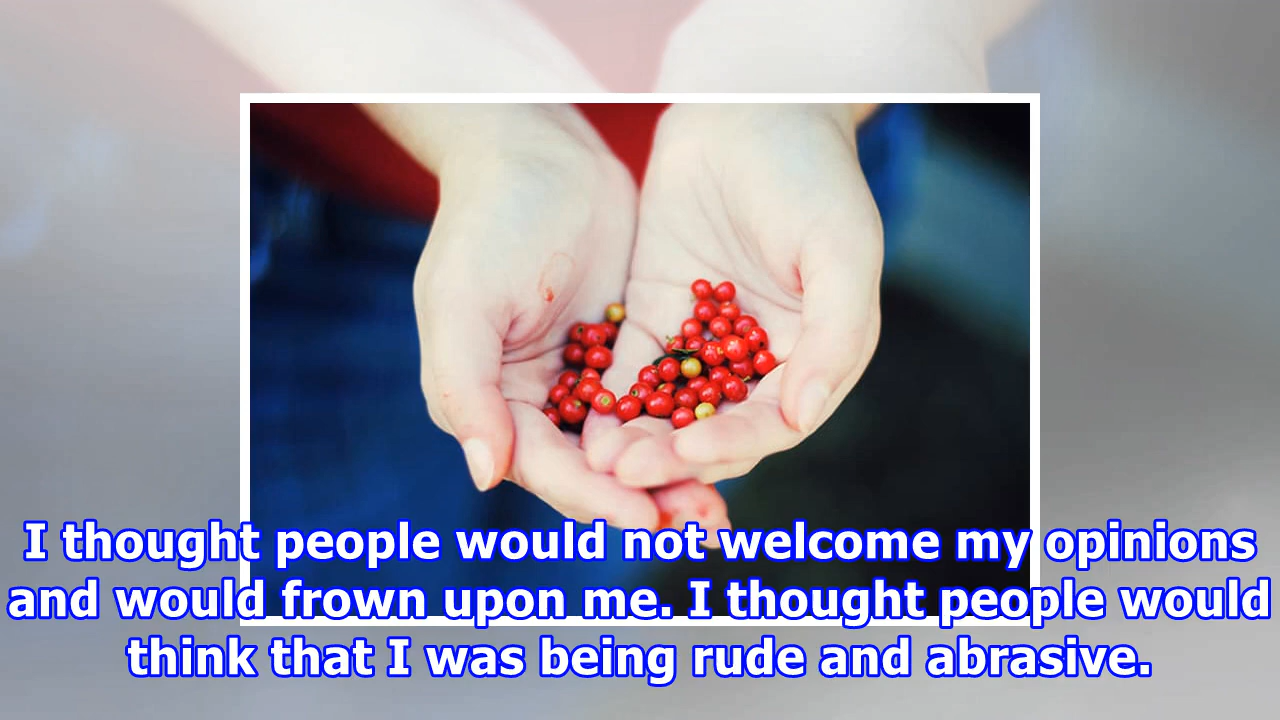 I thought people would not welcome my opinions
and would frown upon me. I thought people would
think that I was being rude and abrasive.